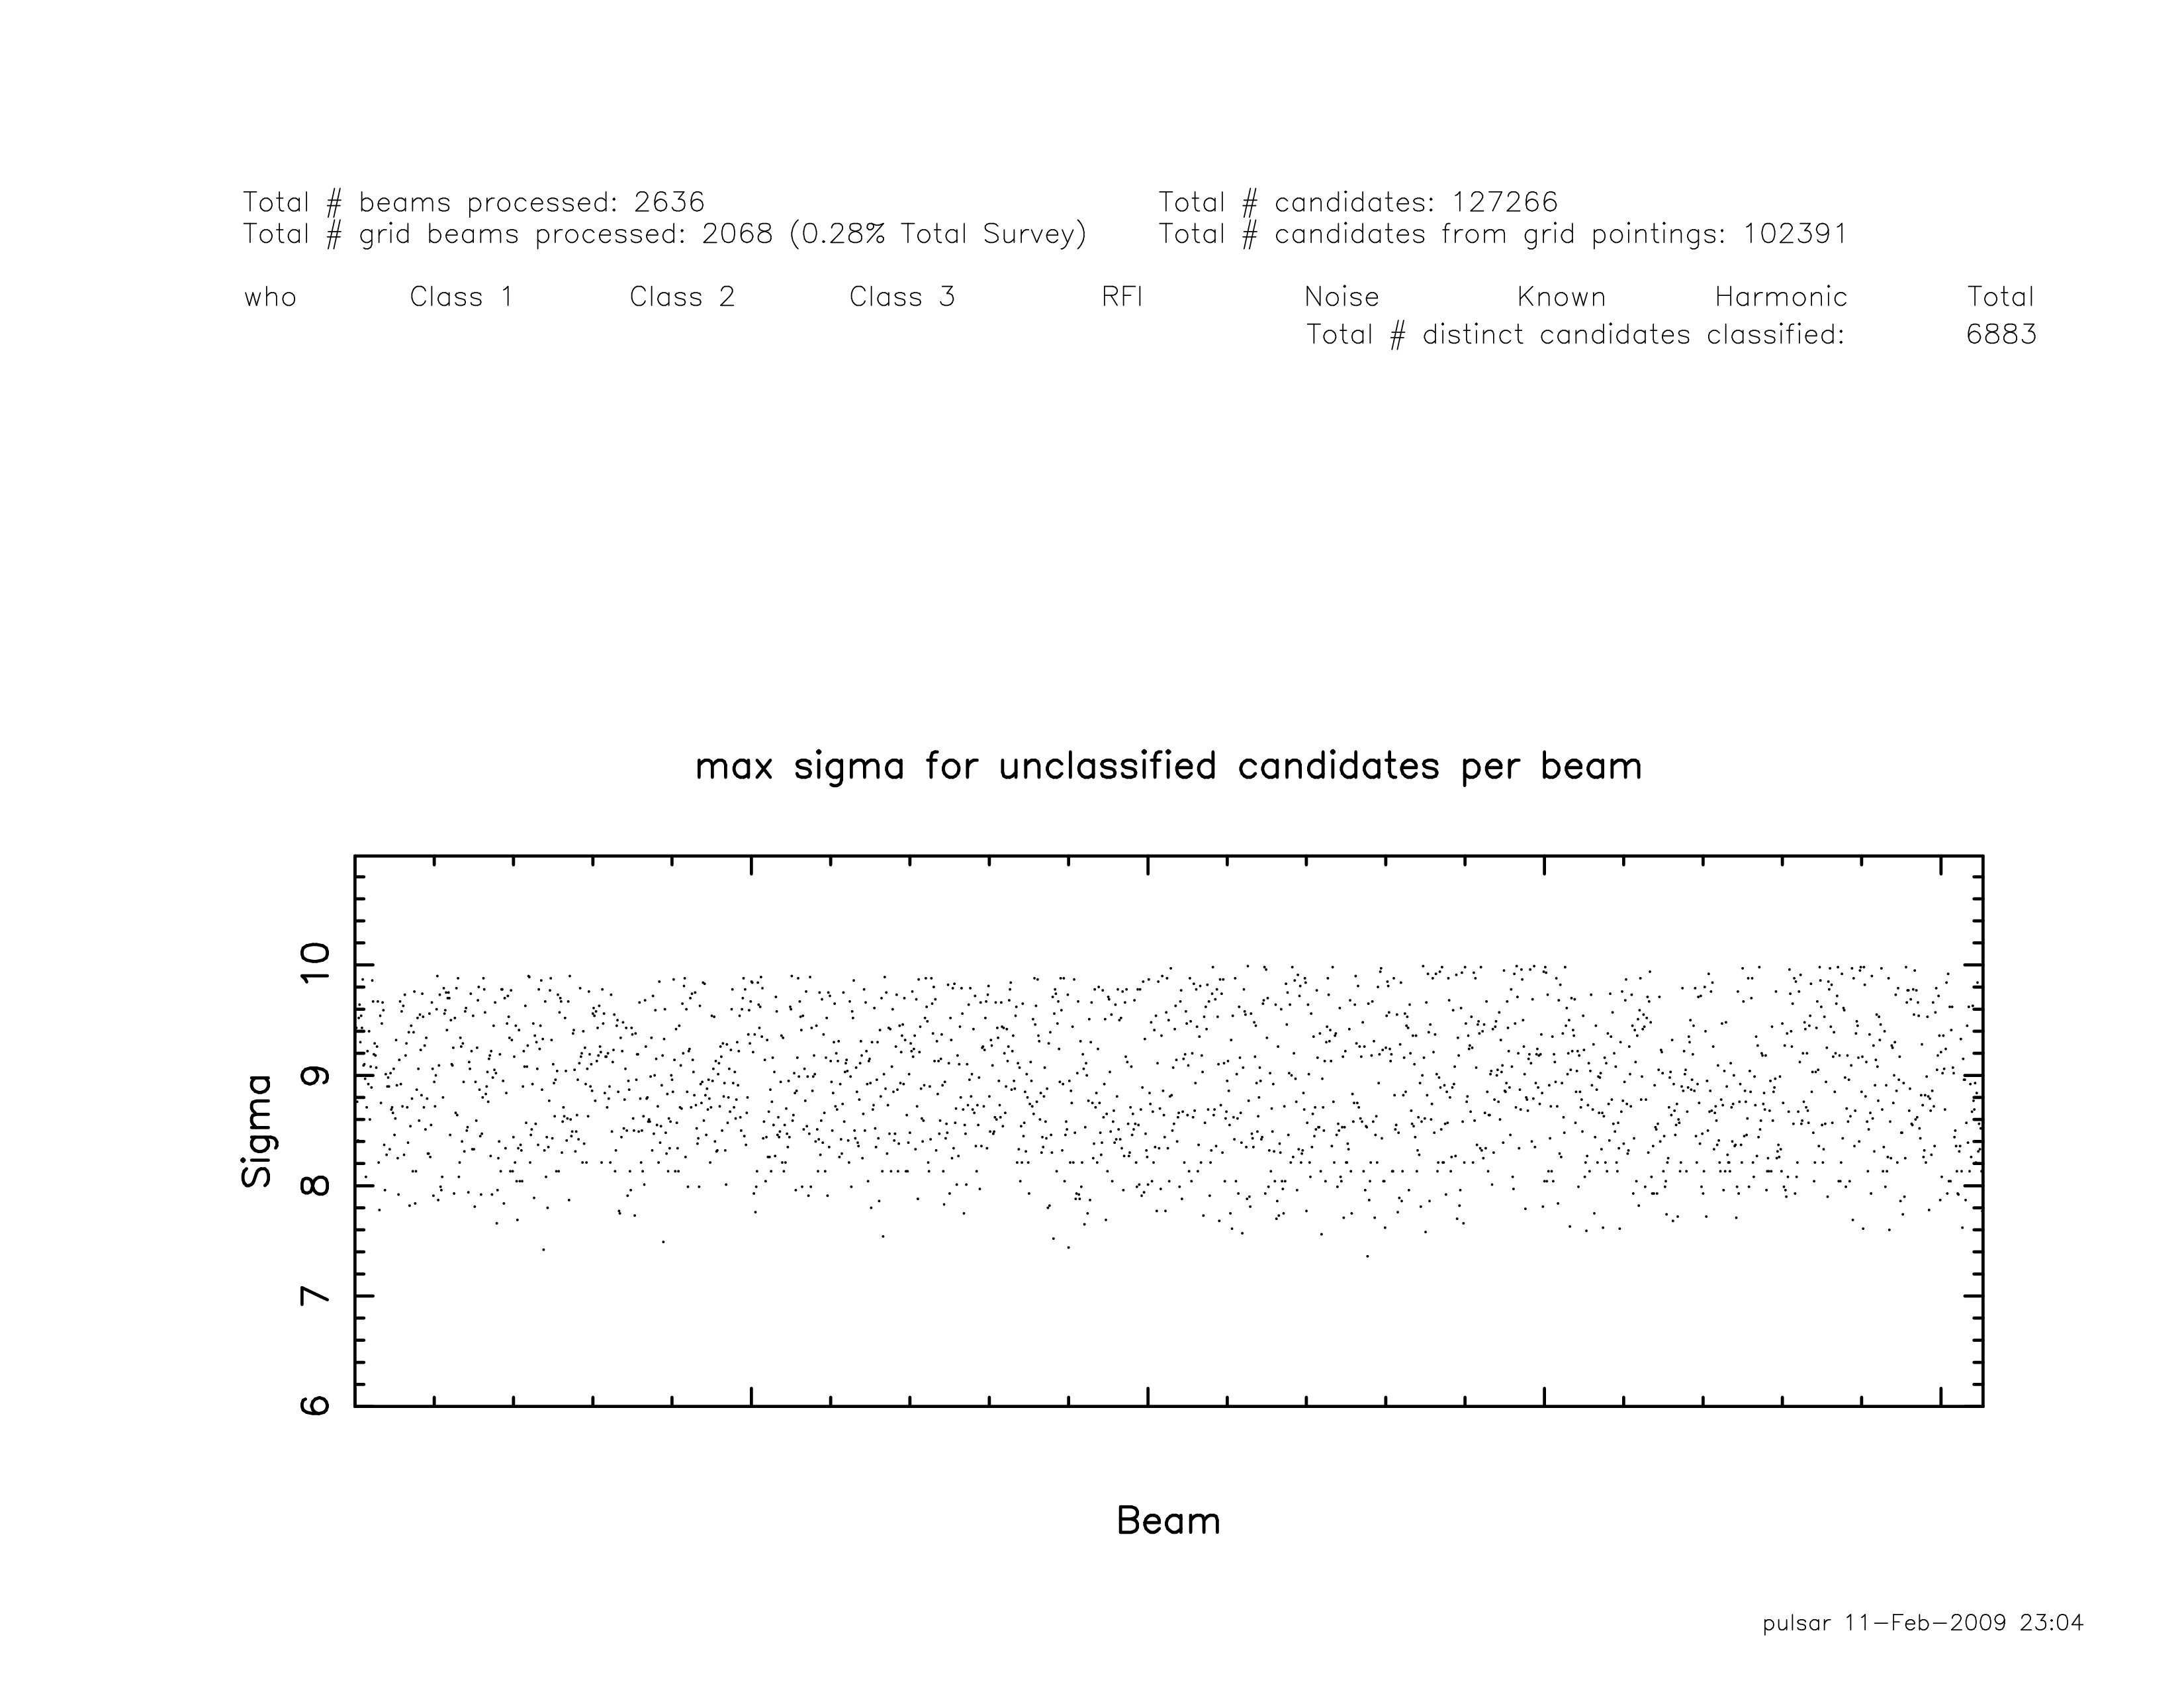 Total # beams processed: 2636 Total # candidates: 127266
Total # grid beams processed: 2068 (0.28% Total Survey) Total # candidates from grid pointings: 102391
who Class 1 Class 2 Class 3 RFI Noise Known Harmonic Total
Total # distinct candidates classified: 6883
max sigma for unclassified candidates per beam
10
9
8
7
6
Sigma
Beam
pulsar 11-Feb-2009 23:04